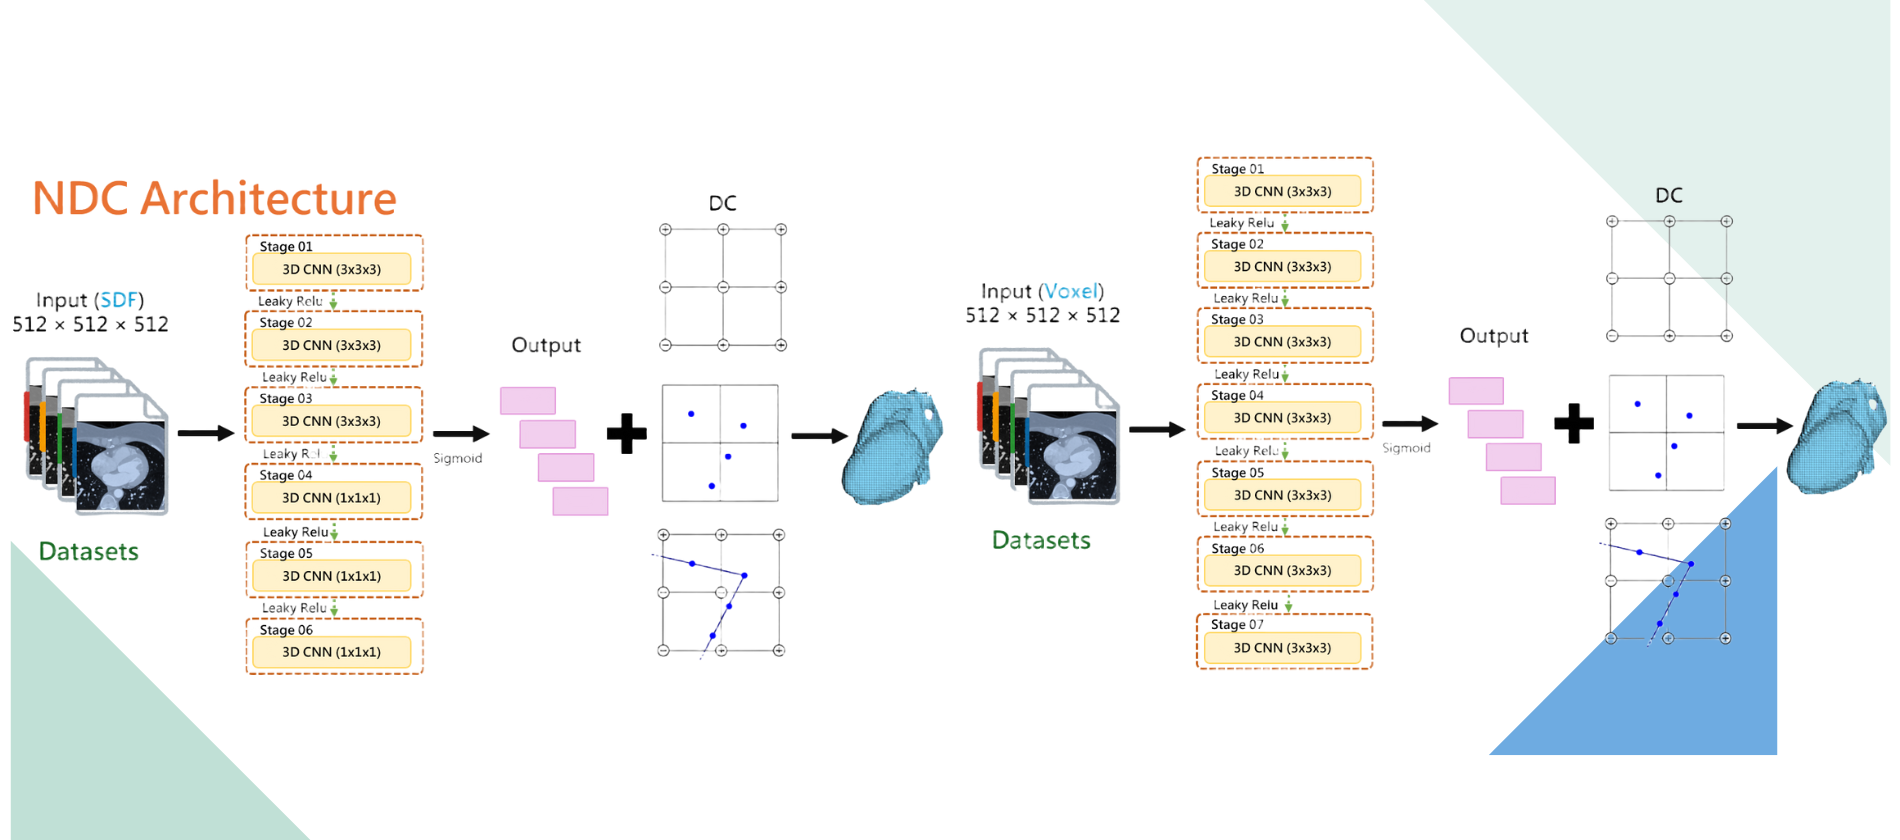 NDC Architecture
Input (SDF)
512 × 512 × 512
Datasets
Stage 01
3D CNN (3x3x3)
Leaky Relu
Stage 02
3D CNN (3x3x3)
Leaky Relu
Stage 03
3D CNN (3x3x3)
Leaky Rel
Stage 04
3D CNN (1x1x1)
Leaky Relu
Stage 05
3D CNN (1x1x1)
Leaky Relu
Stage 06
3D CNN (1x1x1)
Sigmoid
Output
DC
Input (Voxel)
512 × 512 × 512
Datasets
Stage 01
3D CNN (3x3x3)
Leaky Relu
Stage 02
3D CNN (3x3x3)
Leaky Relu
Stage 03
3D CNN (3x3x3)
Leaky Relu
Stage 04
3D CNN (3x3x3)
Leaky Relu
Stage 05
3D CNN (3x3x3)
Leaky Relu
Stage 06
3D CNN (3x3x3)
Leaky Relu
Stage 07
3D CNN (3x3x3)
Sigmoid
Output
DC